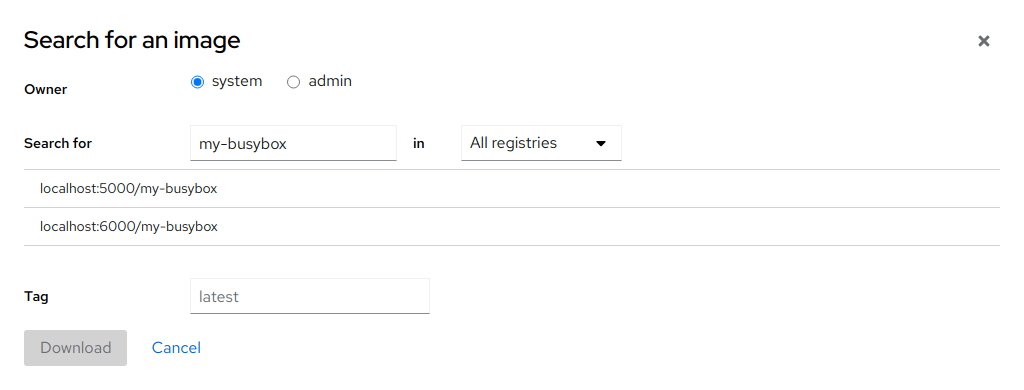 Search for an image
Owner system admin
Search for my-busybox in All registries
localhost:5000/my-busybox
localhost:6000/my-busybox
Tag latest
Download Cancel